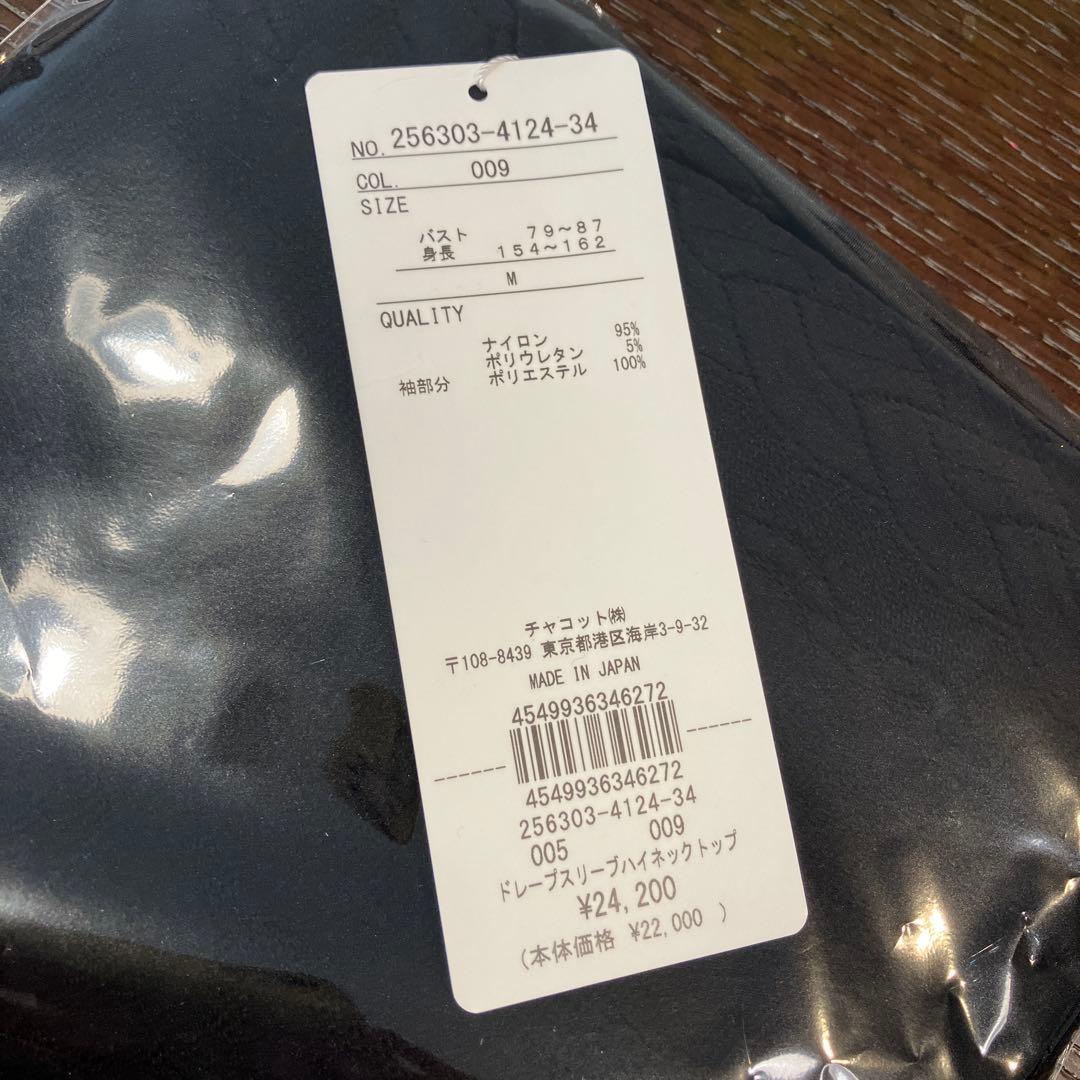 NO. 256303-4124-34
COL. 009
SIZE
バスト 79~87
身長 154~162
M
QUALITY
ナイロン 95%
ポリウレタン 5%
袖部分 ポリエステル 100%
チャコット㈱
〒108-8439 東京都港区海岸3-9-32
MADE IN JAPAN
4549936346272
4549936346272
256303-4124-34
005 009
ドレープスリーブハイネックトップ
¥24,200
(本体価格 ¥22,000 )